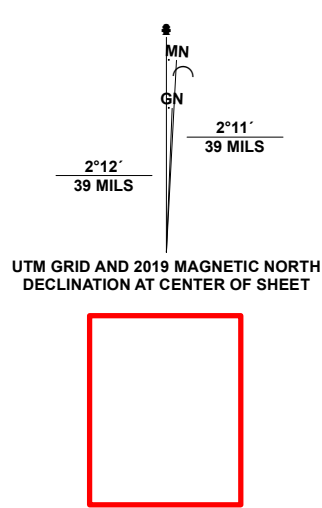 MN
GN
2°11´
39 MILS
2°12´
39 MILS
UTM GRID AND 2019 MAGNETIC NORTH
DECLINATION AT CENTER OF SHEET